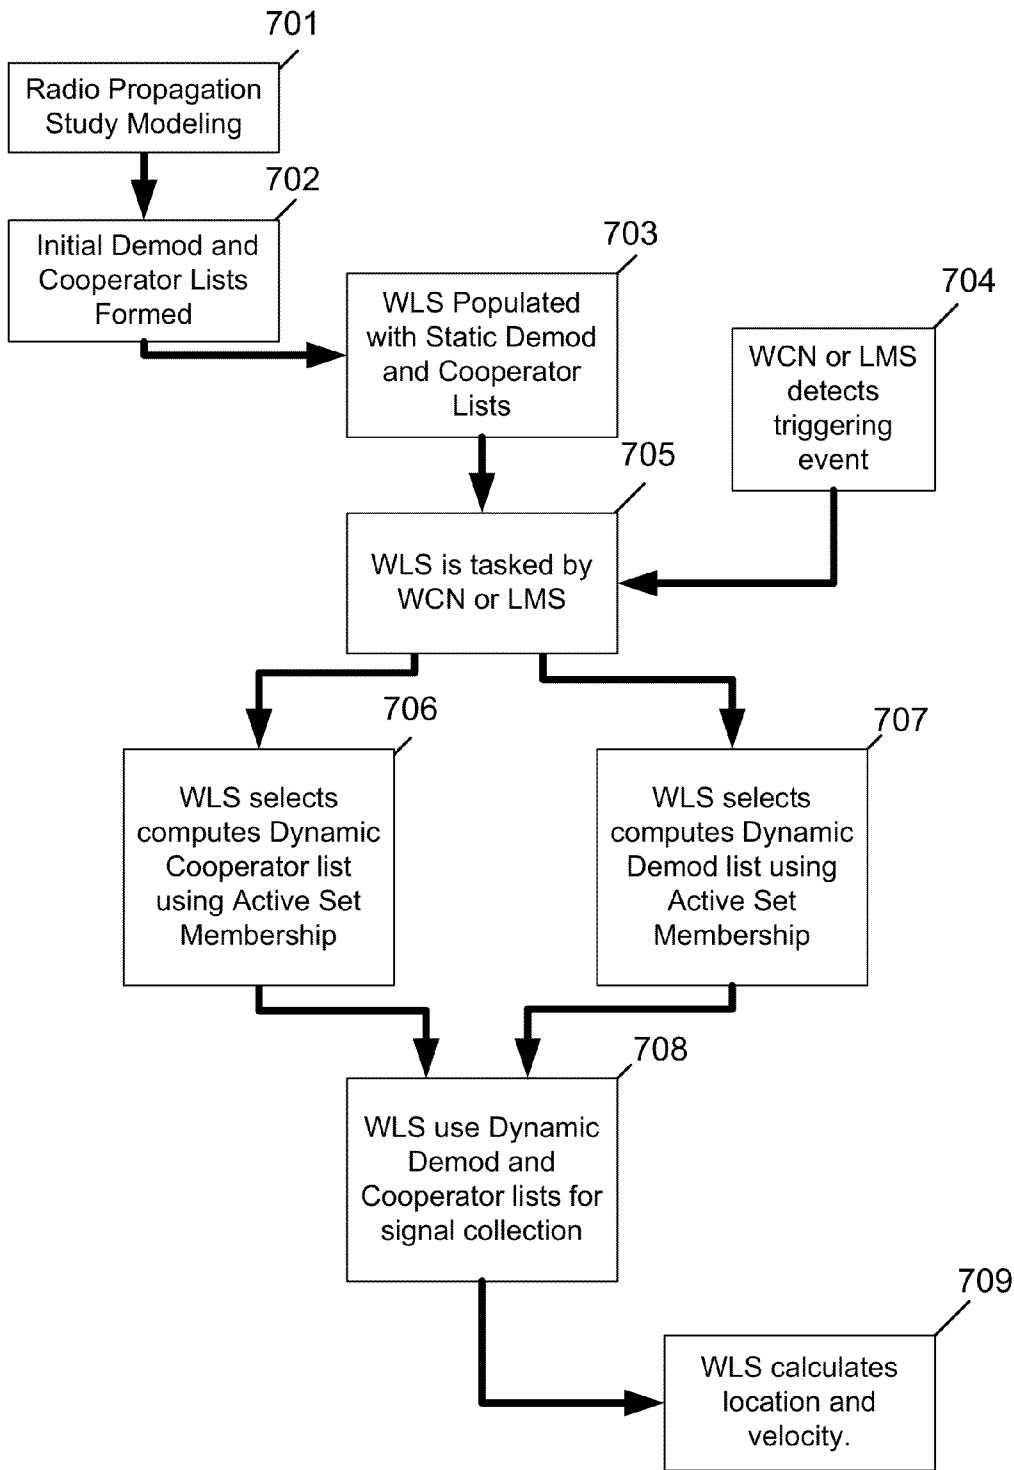 701
Radio Propagation
Study Modeling
702
Initial Demod and
Cooperator Lists
Formed
703
WLS Populated
with Static Demod
and Cooperator
Lists
704
WCN or LMS
detects
triggering
event
705
WLS is tasked by
WCN or LMS
706
WLS selects
computes Dynamic
Cooperator list
using Active Set
Membership
707
WLS selects
computes Dynamic
Demod list using
Active Set
Membership
708
WLS use Dynamic
Demod and
Cooperator lists for
signal collection
709
WLS calculates
location and
velocity.